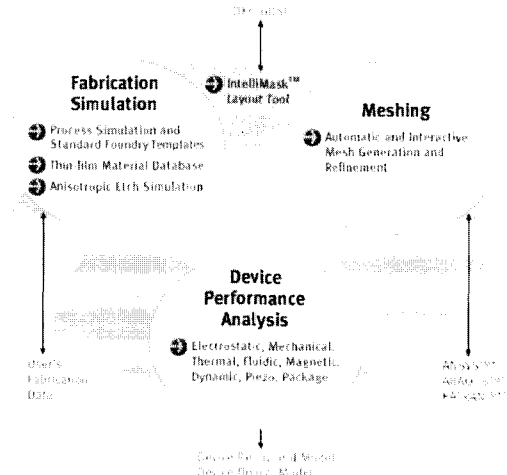 Fabrication
Simulation
Process Simulation and
Standard Foundry Templates
Thin-film Material Database
Anisotropic Etch Simulation
IntelliMask™
Layout Tool
Meshing
Automatic and Interactive
Mesh Generation and
Refinement
Device
Performance
Analysis
Electrostatic, Mechanical,
Thermal, Fluidic, Magnetic,
Dynamic, Piezo, Package
User's
Fabrication
Data